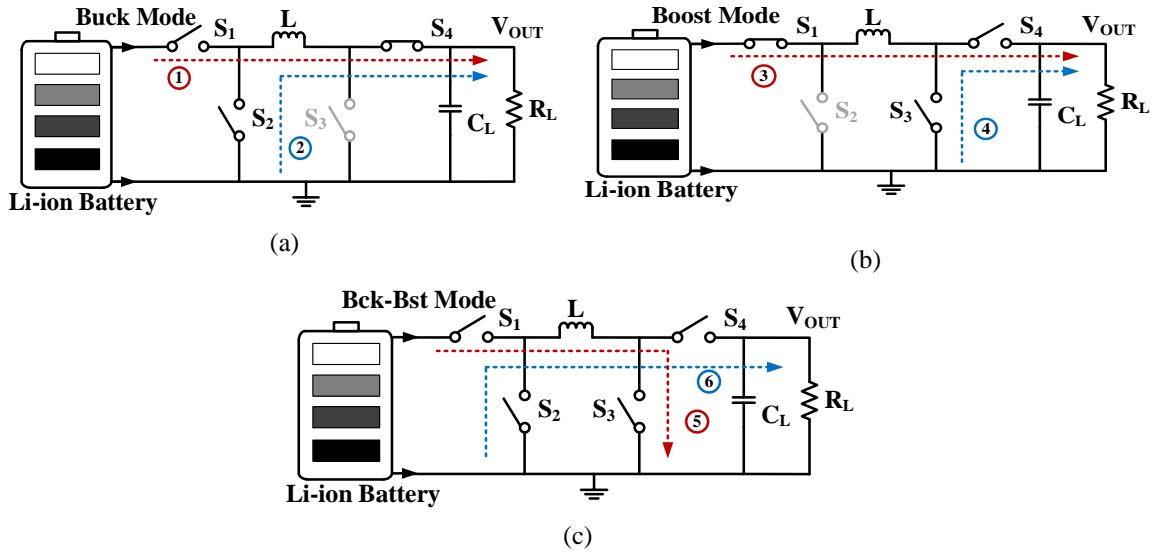 Buck Mode
S1
L
S4
VOUT
1
S2
2
S3
CL
RL
Li-ion Battery
(a)
Boost Mode
S1
L
S4
VOUT
3
S2
S3
4
CL
RL
Li-ion Battery
(b)
Bck-Bst Mode
S1
L
S4
VOUT
6
S2
S3
5
CL
RL
Li-ion Battery
(c)